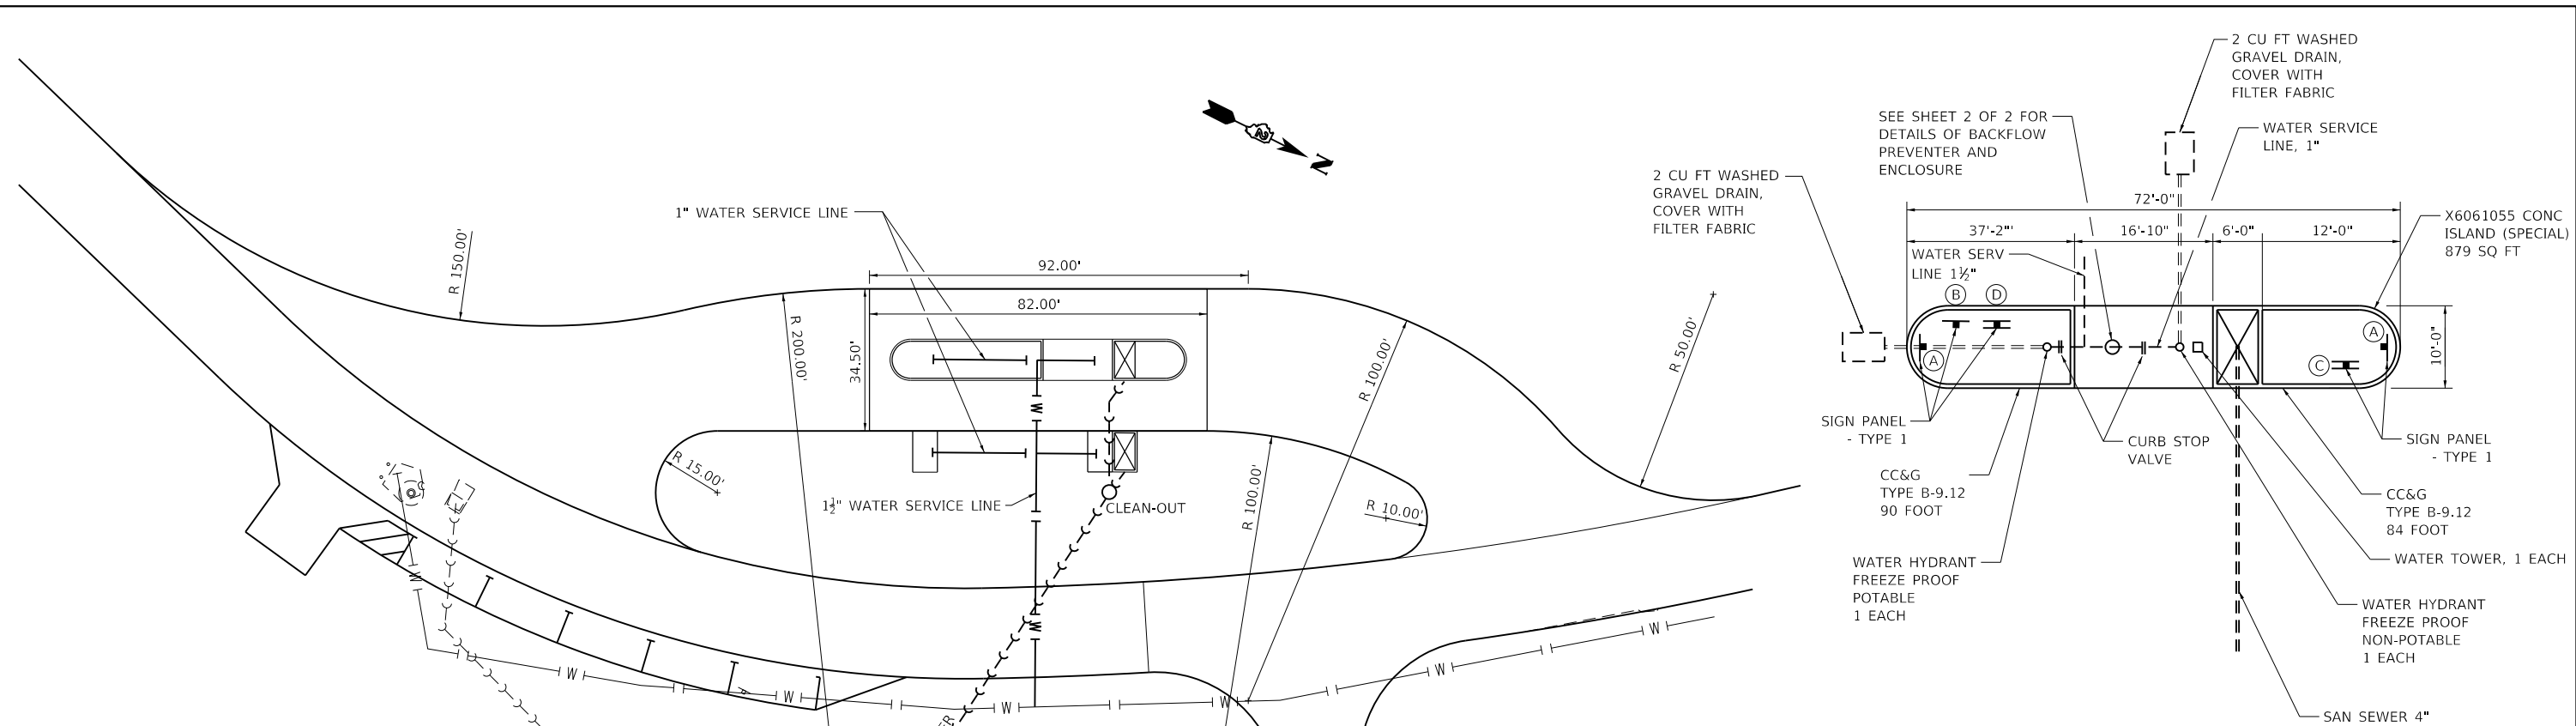 2 CU FT WASHED
GRAVEL DRAIN,
COVER WITH
FILTER FABRIC
SEE SHEET 2 OF 2 FOR
DETAILS OF BACKFLOW
PREVENTER AND
ENCLOSURE
WATER SERVICE
LINE, 1"
2 CU FT WASHED
GRAVEL DRAIN,
COVER WITH
FILTER FABRIC
N
1" WATER SERVICE LINE
72'-0"
X6061055 CONC
ISLAND (SPECIAL)
879 SQ FT
37'-2"'
16'-10"
6'-0"
12'-0"
WATER SERV
LINE 1½"
R 150.00'
92.00'
82.00'
R 200.00'
34.50'
R 100.00'
R 50.00'
B
D
A
A
C
10'-0"
W
SIGN PANEL
- TYPE 1
CURB STOP
VALVE
SIGN PANEL
- TYPE 1
R 15.00'
1½" WATER SERVICE LINE
CLEAN-OUT
R 100.00'
R 10.00'
CC&G
TYPE B-9.12
90 FOOT
CC&G
TYPE B-9.12
84 FOOT
W
WATER HYDRANT
FREEZE PROOF
POTABLE
1 EACH
WATER TOWER, 1 EACH
WATER HYDRANT
FREEZE PROOF
NON-POTABLE
1 EACH
W
W
W
W
W
W
W
W
SAN SEWER 4"